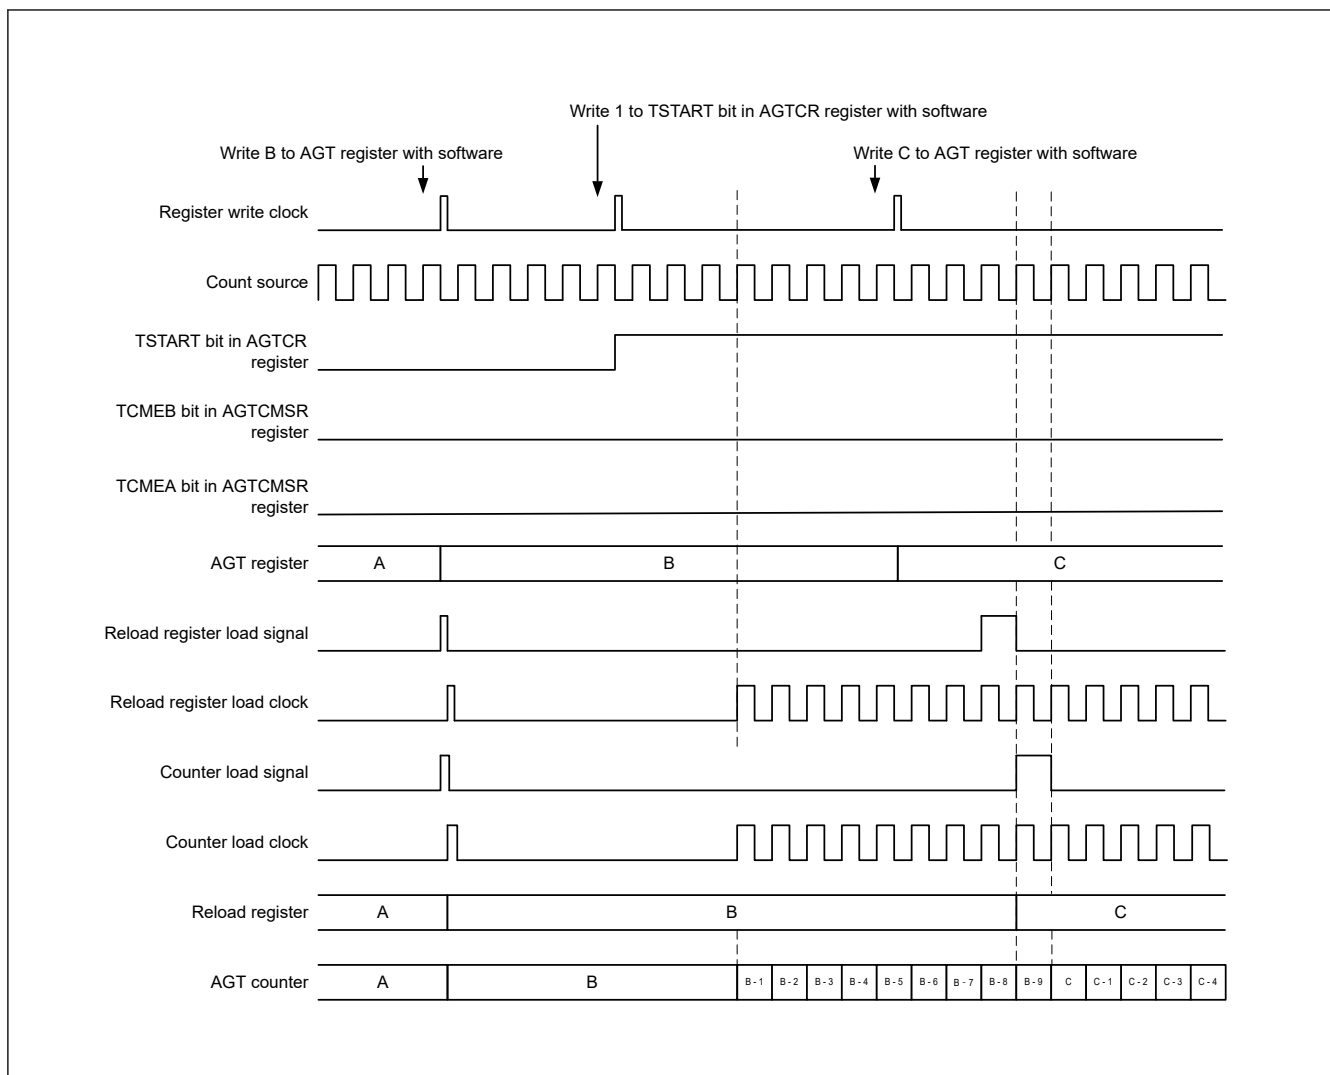 Write 1 to TSTART bit in AGTCR register with software
Write B to AGT register with software
Write C to AGT register with software
Register write clock
Count source
TSTART bit in AGTCR
register
TCMEB bit in AGTCMSR
register
TCMEA bit in AGTCMSR
register
AGT register
A
B
C
Reload register load signal
Reload register load clock
Counter load signal
Counter load clock
Reload register
A
B
C
AGT counter
A
B
B - 1
B - 2
B - 3
B - 4
B - 5
B - 6
B - 7
B - 8
B - 9
C
C - 1
C - 2
C - 3
C - 4